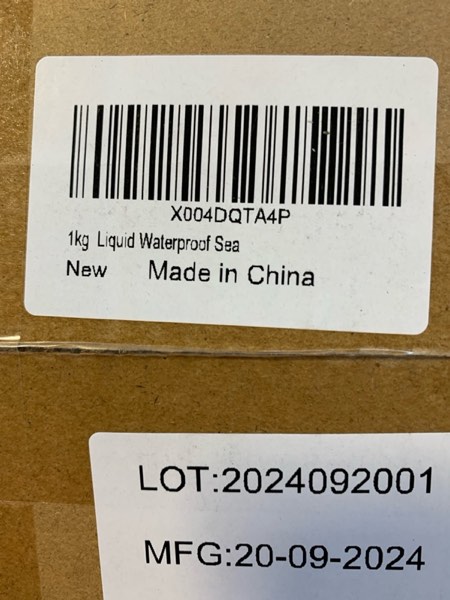 X004DQTA4P
1kg Liquid Waterproof Sea
New Made in China
LOT:2024092001
MFG:20-09-2024